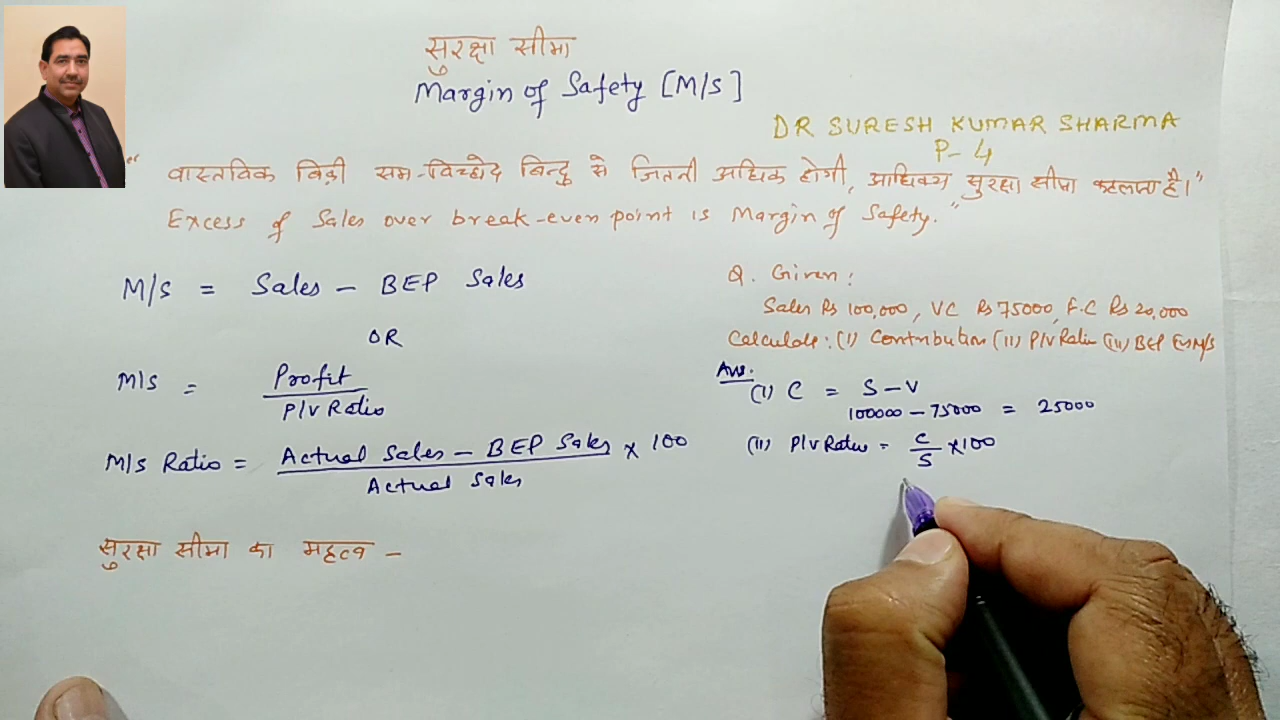 सुरक्षा सीमा
Margin of Safety [M/S]
DR SURESH KUMAR SHARMA
P-4
"वास्तविक बिक्री सम-विच्छेद बिन्दु से जितनी अधिक होगी, आधिक्य सुरक्षा सीमा कहलाता है।"
Excess of Sales over break-even point is Margin of Safety."
M/S = Sales - BEP Sales
OR
M/S = Profit / P/V Ratio
M/S Ratio = Actual Sales - BEP Sales / Actual Sales × 100
सुरक्षा सीमा का महत्व -
Q. Given:
Sales Rs 100,000, VC Rs 75000, F.C Rs 20,000
Calculate: (I) Contribution (II) P/V Ratio (III) BEP M/S
Ans.
(I) C = S - V
100000 - 75000 = 25000
(II) P/V Ratio = C/S × 100